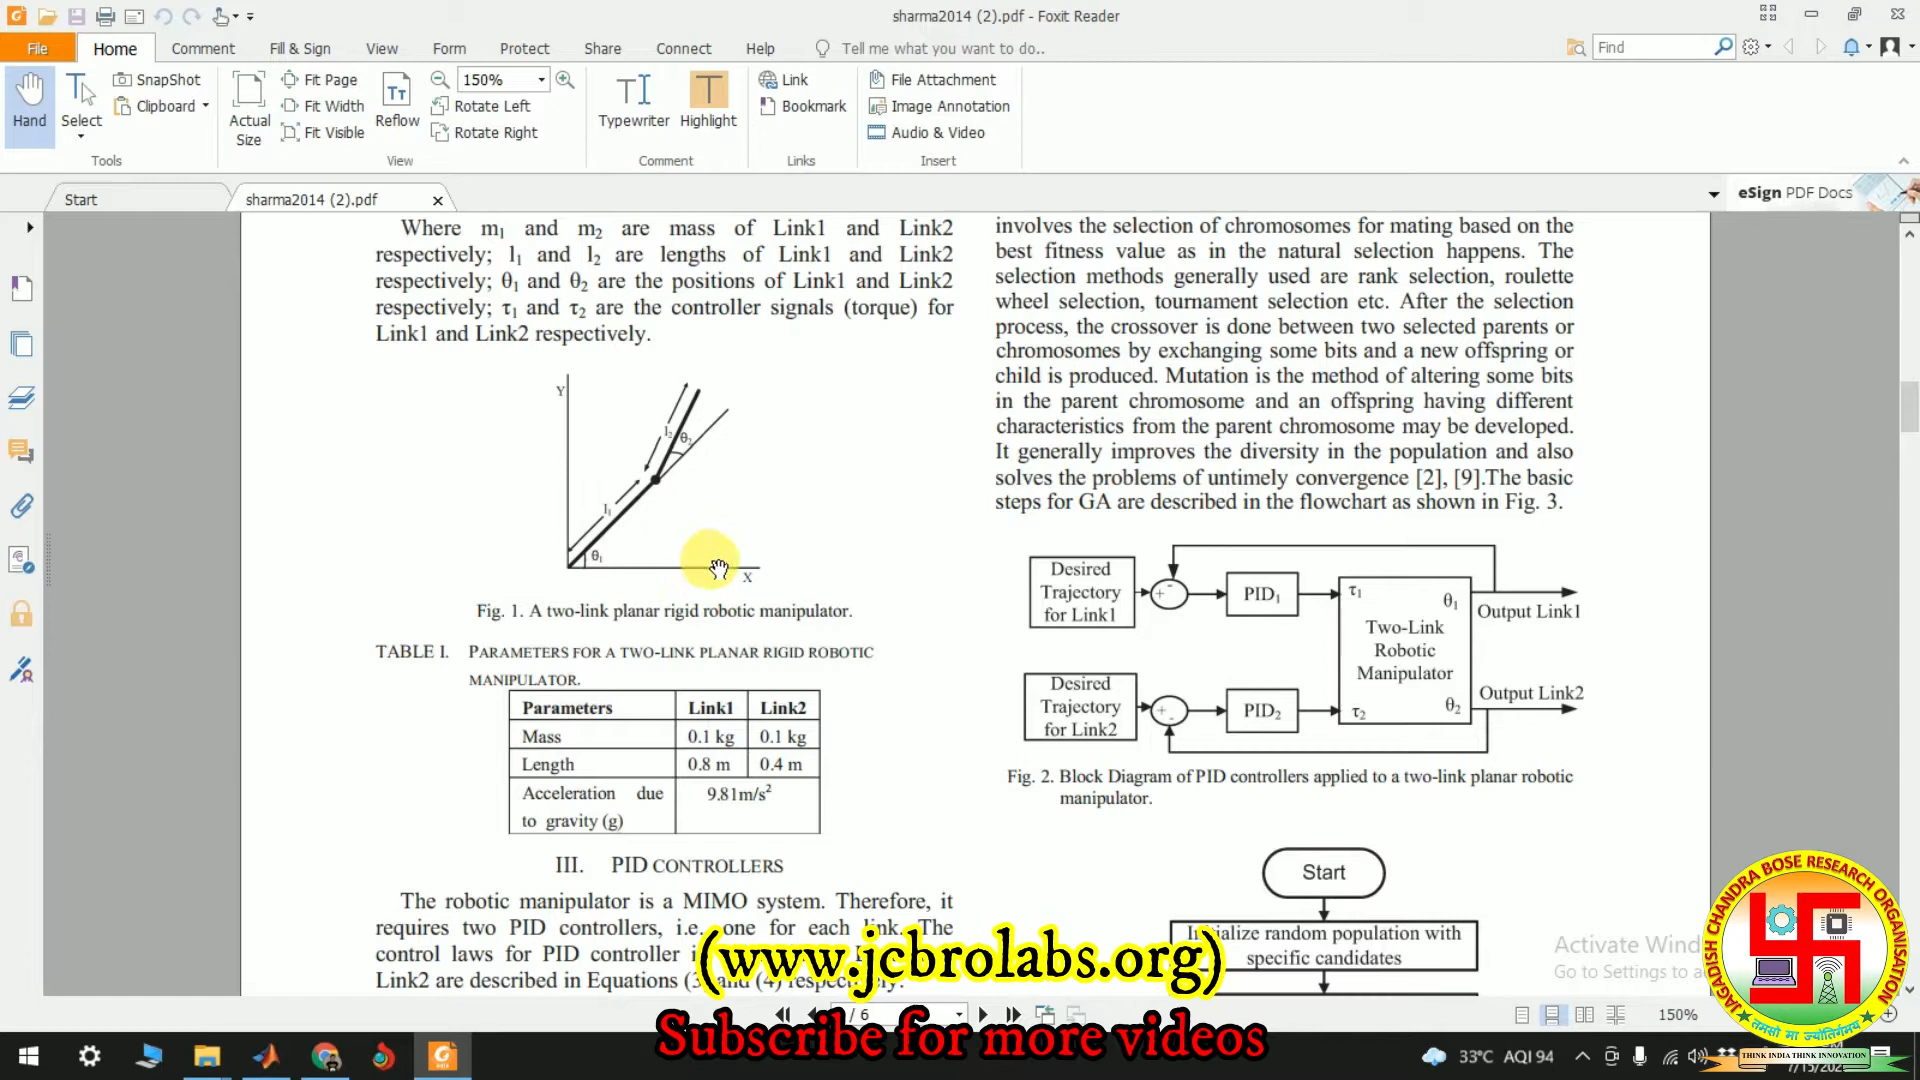 sharma2014 (2).pdf - Foxit Reader
File Home Comment Fill & Sign View Form Protect Share Connect Help Tell me what you want to do.. Find
Hand
Select
SnapShot
Clipboard
Tools
Actual
Size
Fit Page
Fit Width
Fit Visible
Reflow
150%
Rotate Left
Rotate Right
View
Typewriter Highlight
Comment
Link
Bookmark
Links
File Attachment
Image Annotation
Audio & Video
Insert
Start sharma2014 (2).pdf eSign PDF Docs
Where m1 and m2 are mass of Link1 and Link2
respectively; l1 and l2 are lengths of Link1 and Link2
respectively; θ1 and θ2 are the positions of Link1 and Link2
respectively; τ1 and τ2 are the controller signals (torque) for
Link1 and Link2 respectively.
Y
l2 θ2
l1
θ1
X
Fig. 1. A two-link planar rigid robotic manipulator.
TABLE I. PARAMETERS FOR A TWO-LINK PLANAR RIGID ROBOTIC
MANIPULATOR.
Parameters Link1 Link2
Mass 0.1 kg 0.1 kg
Length 0.8 m 0.4 m
Acceleration due 9.81m/s²
to gravity (g)
III. PID CONTROLLERS
The robotic manipulator is a MIMO system. Therefore, it
requires two PID controllers, i.e. one for each link. The
control laws for PID controller i
Link2 are described in Equations (3) and (4) respectively.
involves the selection of chromosomes for mating based on the
best fitness value as in the natural selection happens. The
selection methods generally used are rank selection, roulette
wheel selection, tournament selection etc. After the selection
process, the crossover is done between two selected parents or
chromosomes by exchanging some bits and a new offspring or
child is produced. Mutation is the method of altering some bits
in the parent chromosome and an offspring having different
characteristics from the parent chromosome may be developed.
It generally improves the diversity in the population and also
solves the problems of untimely convergence [2], [9].The basic
steps for GA are described in the flowchart as shown in Fig. 3.
Desired
Trajectory
for Link1
+ -
PID1
τ1
θ1
Output Link1
Two-Link
Robotic
Manipulator
Desired
Trajectory
for Link2
+ -
PID2
τ2
θ2
Output Link2
Fig. 2. Block Diagram of PID controllers applied to a two-link planar robotic
manipulator.
Start
Initialize random population with
specific candidates
Activate Wind
Go to Settings to a
(www.jcbrolabs.org)
/ 6
150%
Subscribe for more videos
JAGADISH CHANDRA BOSE RESEARCH ORGANISATION
तमसो मा ज्योतिर्गमय
THINK INDIA THINK INNOVATION
33°C AQI 94
7/15/202